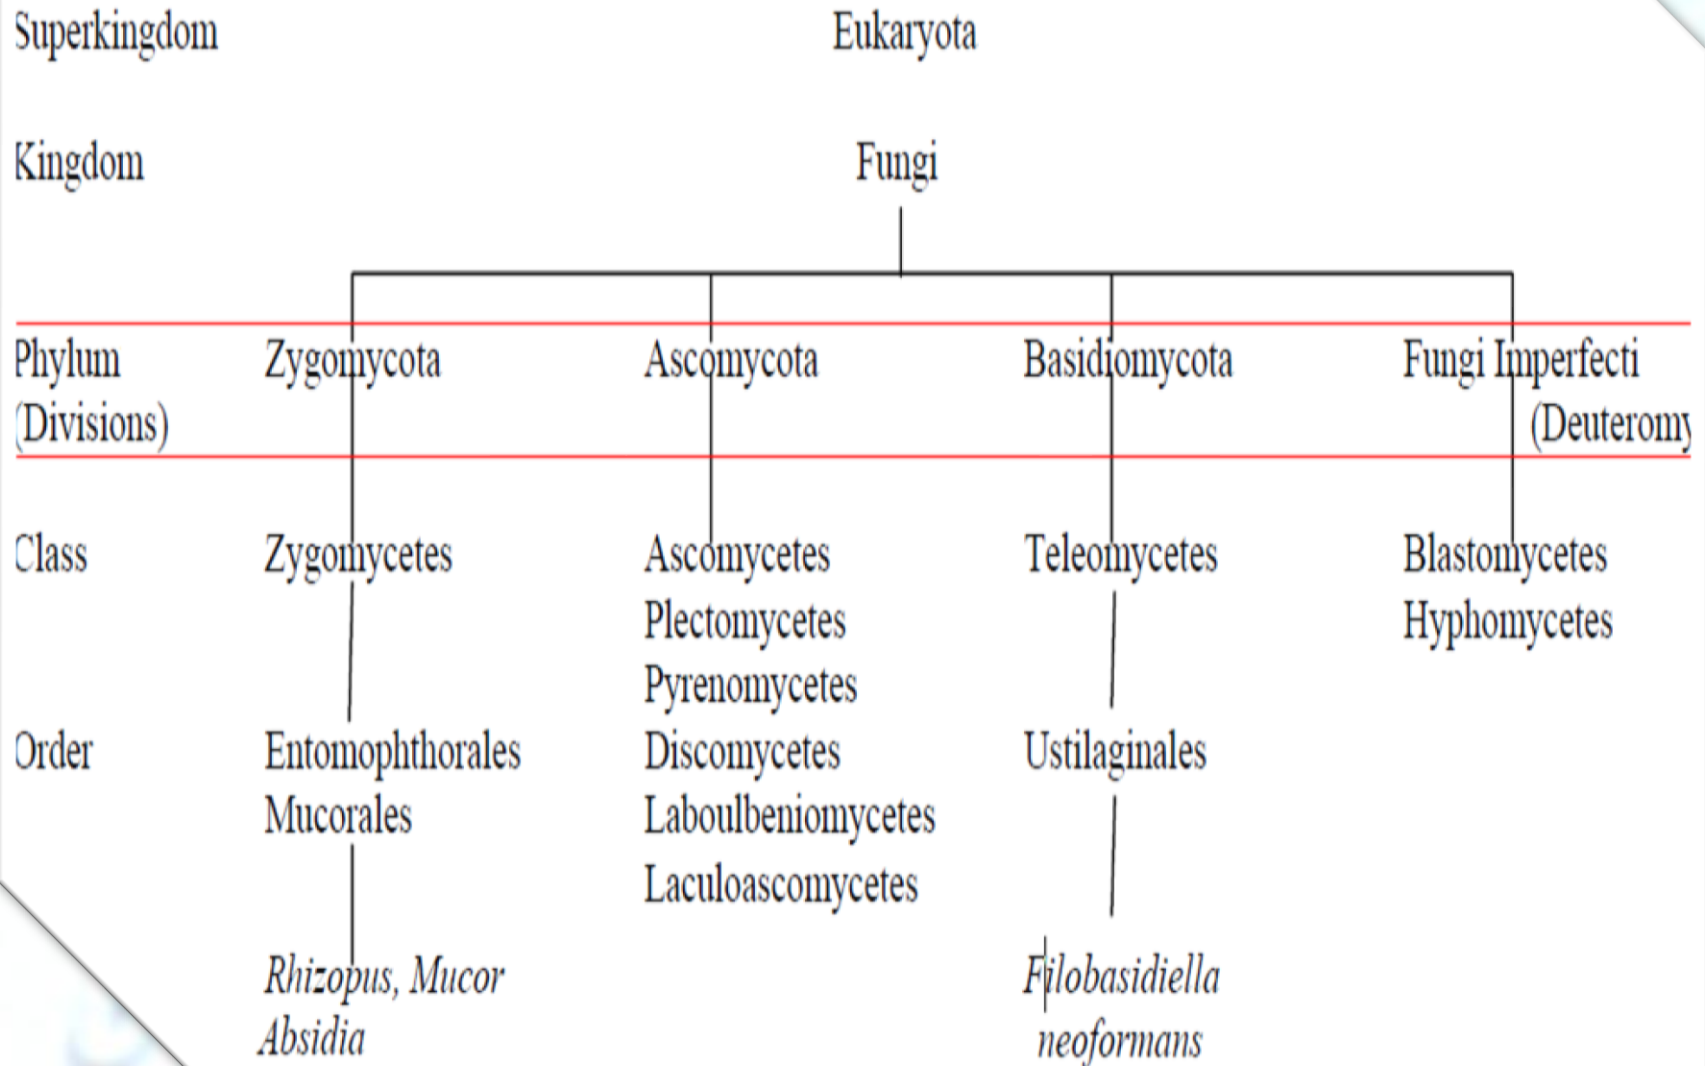 Superkingdom Eukaryota
Kingdom Fungi
Phylum Zygomycota Ascomycota Basidiomycota Fungi Imperfecti
(Divisions) (Deuteromy
Class Zygomycetes Ascomycetes Teleomycetes Blastomycetes
Plectomycetes Hyphomycetes
Pyrenomycetes
Order Entomophthorales Discomycetes Ustilaginales
Mucorales Laboulbeniomycetes
Laculoascomycetes
Rhizopus, Mucor Filobasidiella
Absidia neoformans